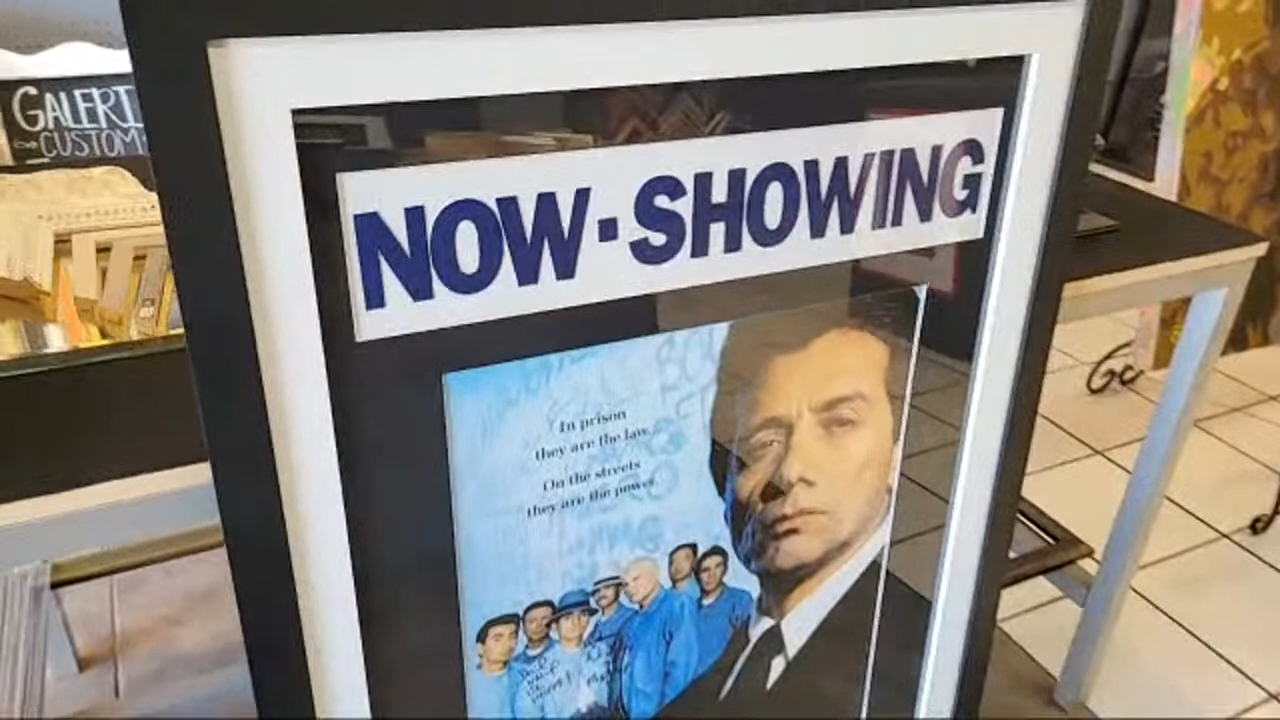 GALERI
CUSTOM
NOW·SHOWING
In prison
they are the law.
On the streets
they are the power.